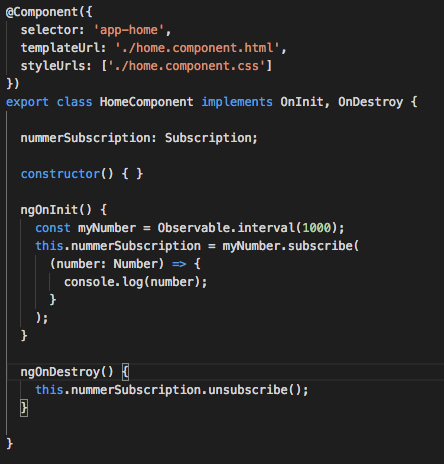 @Component({
  selector: 'app-home',
  templateUrl: './home.component.html',
  styleUrls: ['./home.component.css']
})
export class HomeComponent implements OnInit, OnDestroy {

  nummerSubscription: Subscription;

  constructor() { }

  ngOnInit() {
    const myNumber = Observable.interval(1000);
    this.nummerSubscription = myNumber.subscribe(
      (number: Number) => {
        console.log(number);
      }
    );
  }

  ngOnDestroy() {
    this.nummerSubscription.unsubscribe();
  }

}